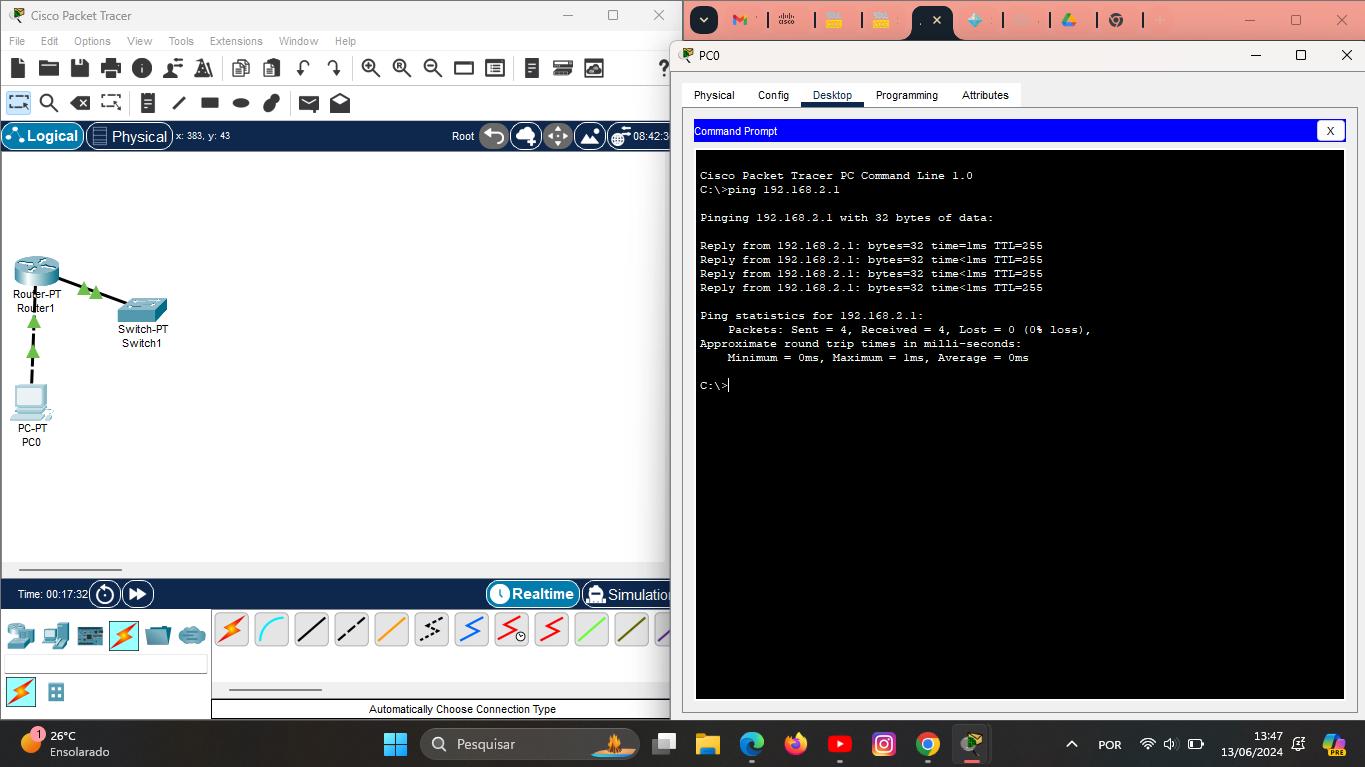 Cisco Packet Tracer
File Edit Options View Tools Extensions Window Help
?
Logical Physical x: 383, y: 43 Root 08:42:3
Router-PT
Router1
Switch-PT
Switch1
PC-PT
PC0
Time: 00:17:32 Realtime Simulation
Automatically Choose Connection Type
cisco
PC0
Physical Config Desktop Programming Attributes
Command Prompt X
Cisco Packet Tracer PC Command Line 1.0
C:\>ping 192.168.2.1
Pinging 192.168.2.1 with 32 bytes of data:
Reply from 192.168.2.1: bytes=32 time=1ms TTL=255
Reply from 192.168.2.1: bytes=32 time<1ms TTL=255
Reply from 192.168.2.1: bytes=32 time<1ms TTL=255
Reply from 192.168.2.1: bytes=32 time<1ms TTL=255
Ping statistics for 192.168.2.1:
Packets: Sent = 4, Received = 4, Lost = 0 (0% loss),
Approximate round trip times in milli-seconds:
Minimum = 0ms, Maximum = 1ms, Average = 0ms
C:\>
1
26°C
Ensolarado
Pesquisar
POR
13:47
13/06/2024
PRE